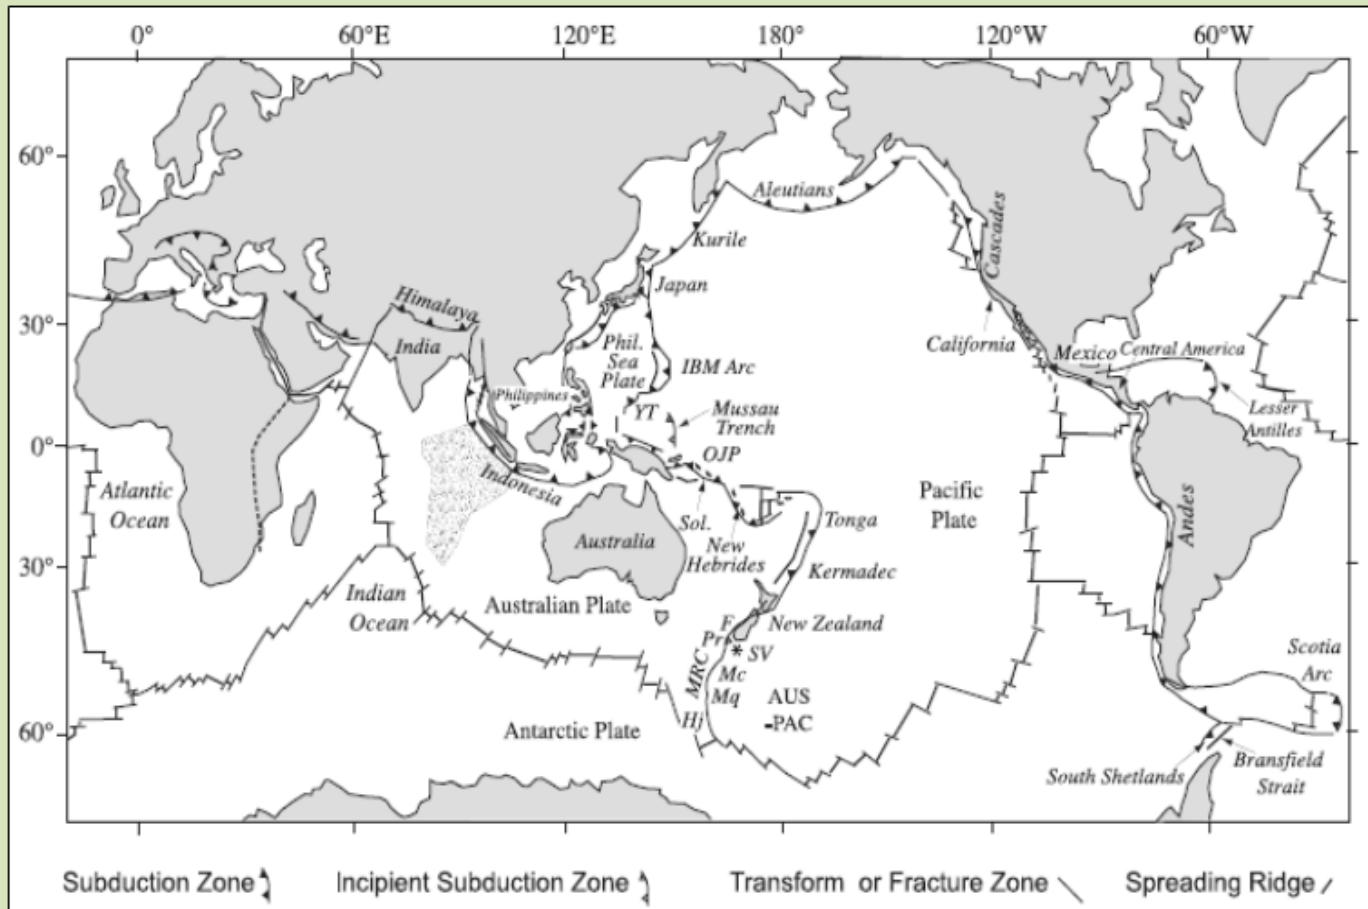 0° 60°E 120°E 180° 120°W 60°W
60°
Aleutians
Cascades
Kurile
Japan
Himalaya
30°
India
Phil.
Sea
Plate
California
Mexico
Central America
IBM Arc
Philippines
YT
Mussau
Trench
Lesser
Antilles
0°
OJP
Indonesia
Atlantic
Ocean
Pacific
Plate
Sol.
Tonga
Andes
Australia
New
Hebrides
30°
Kermadec
Indian
Ocean
Australian Plate
New Zealand
F
Pr
* SV
MRC
Mc
Mq
Scotia
Arc
AUS
-PAC
Hj
60°
Antarctic Plate
South Shetlands
Bransfield
Strait
Subduction Zone Incipient Subduction Zone Transform or Fracture Zone Spreading Ridge